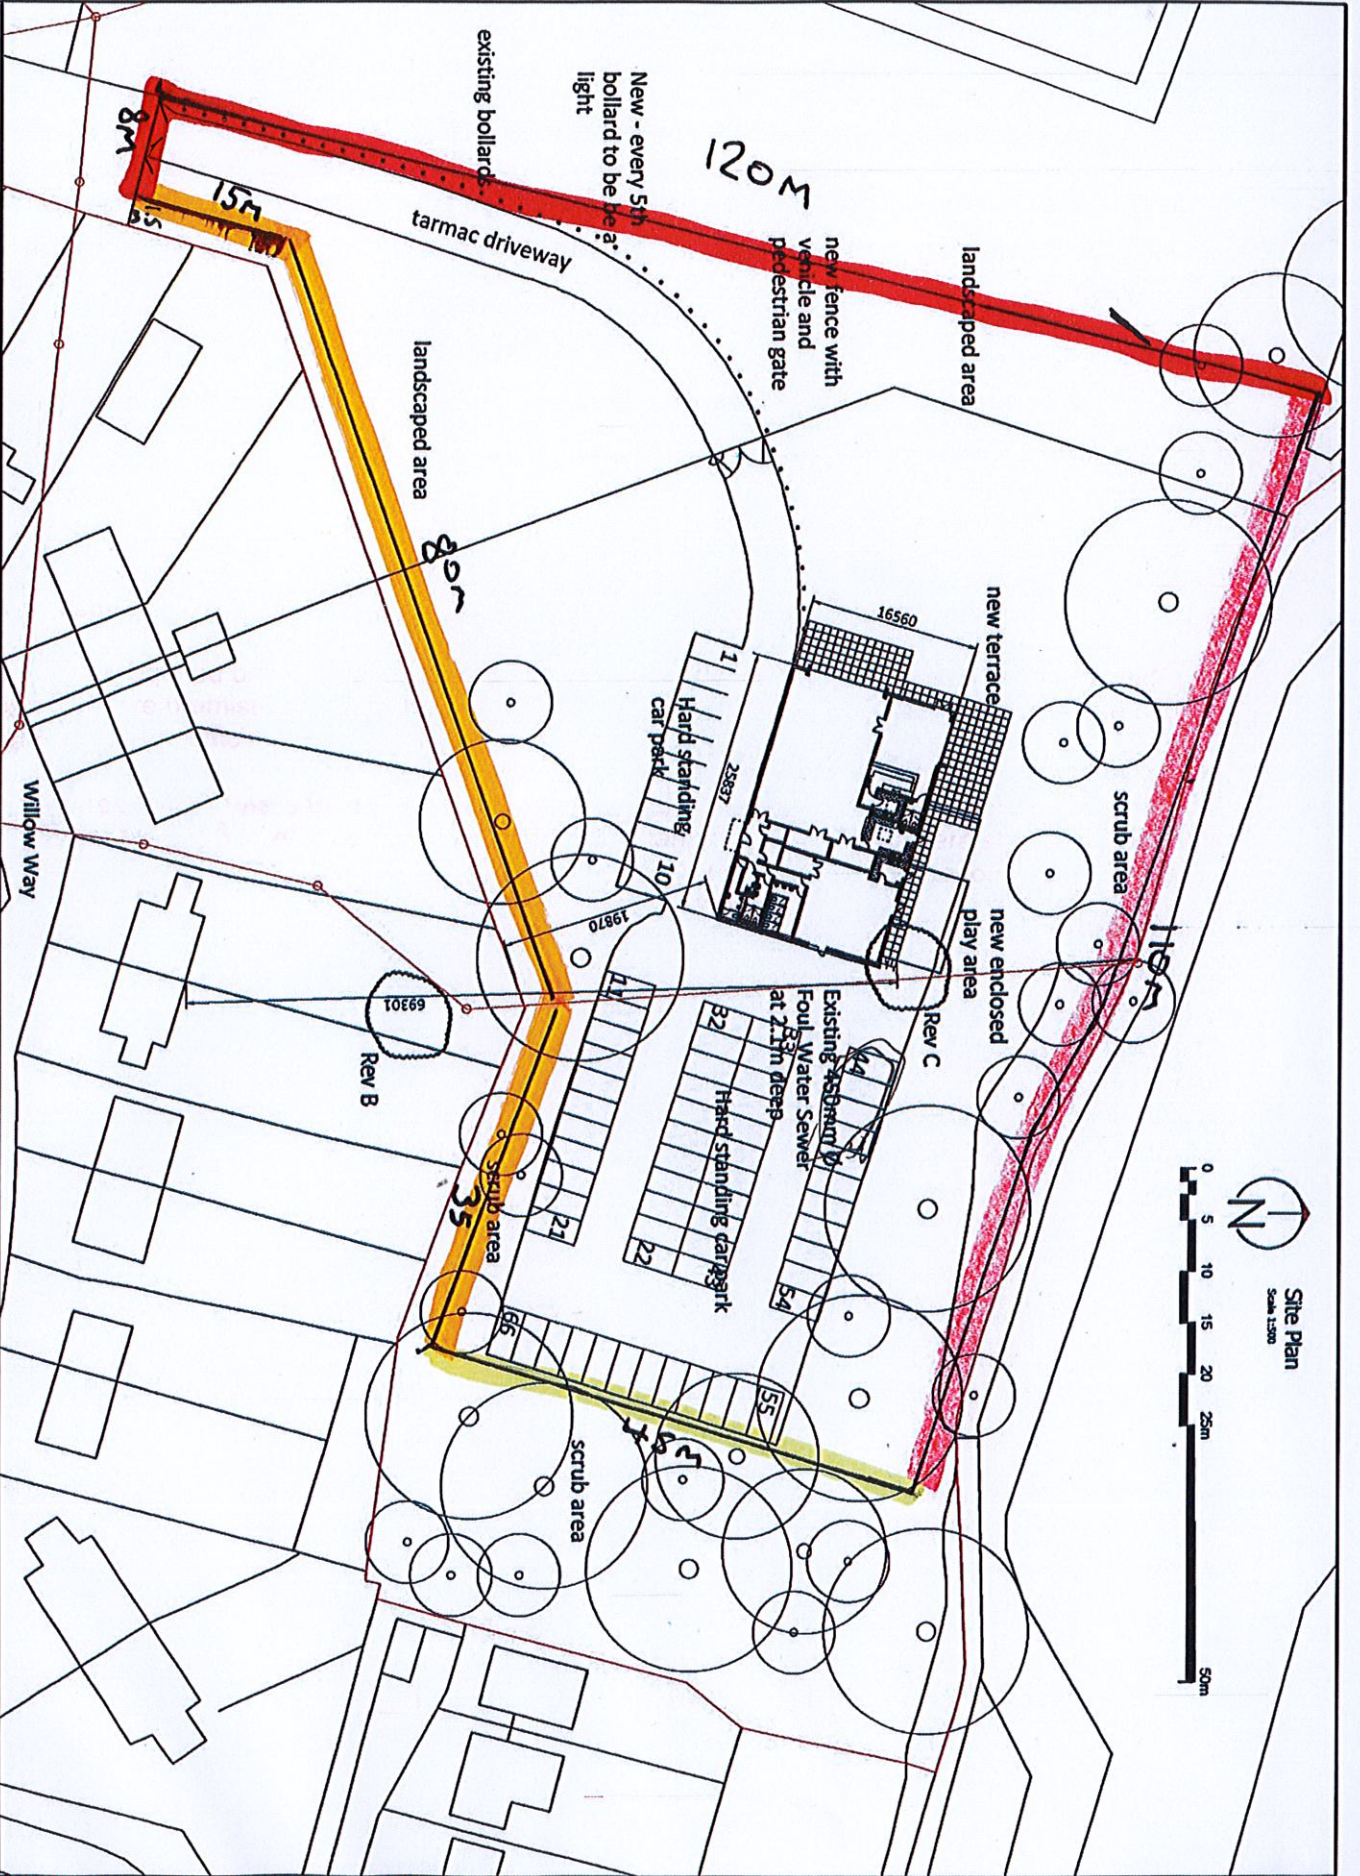 Site Plan
Scale 1:500
N
0 5 10 15 20 25m 50m
120M
landscaped area
new fence with
vehicle and
pedestrian gate
New - every 5th
bollard to be be a
light
existing bollards
tarmac driveway
8M
15M
landscaped area
80m
new terrace
16560
scrub area
110m
new enclosed
play area
Rev C
25837
1
Hard standing
car park
10
19870
69301
Rev B
Existing 450mm Ø
Foul Water Sewer
at 2.1m deep
44
33
32
11
Hard standing car park
54
43
22
21
scrub area
35
66
55
scrub area
Willow Way